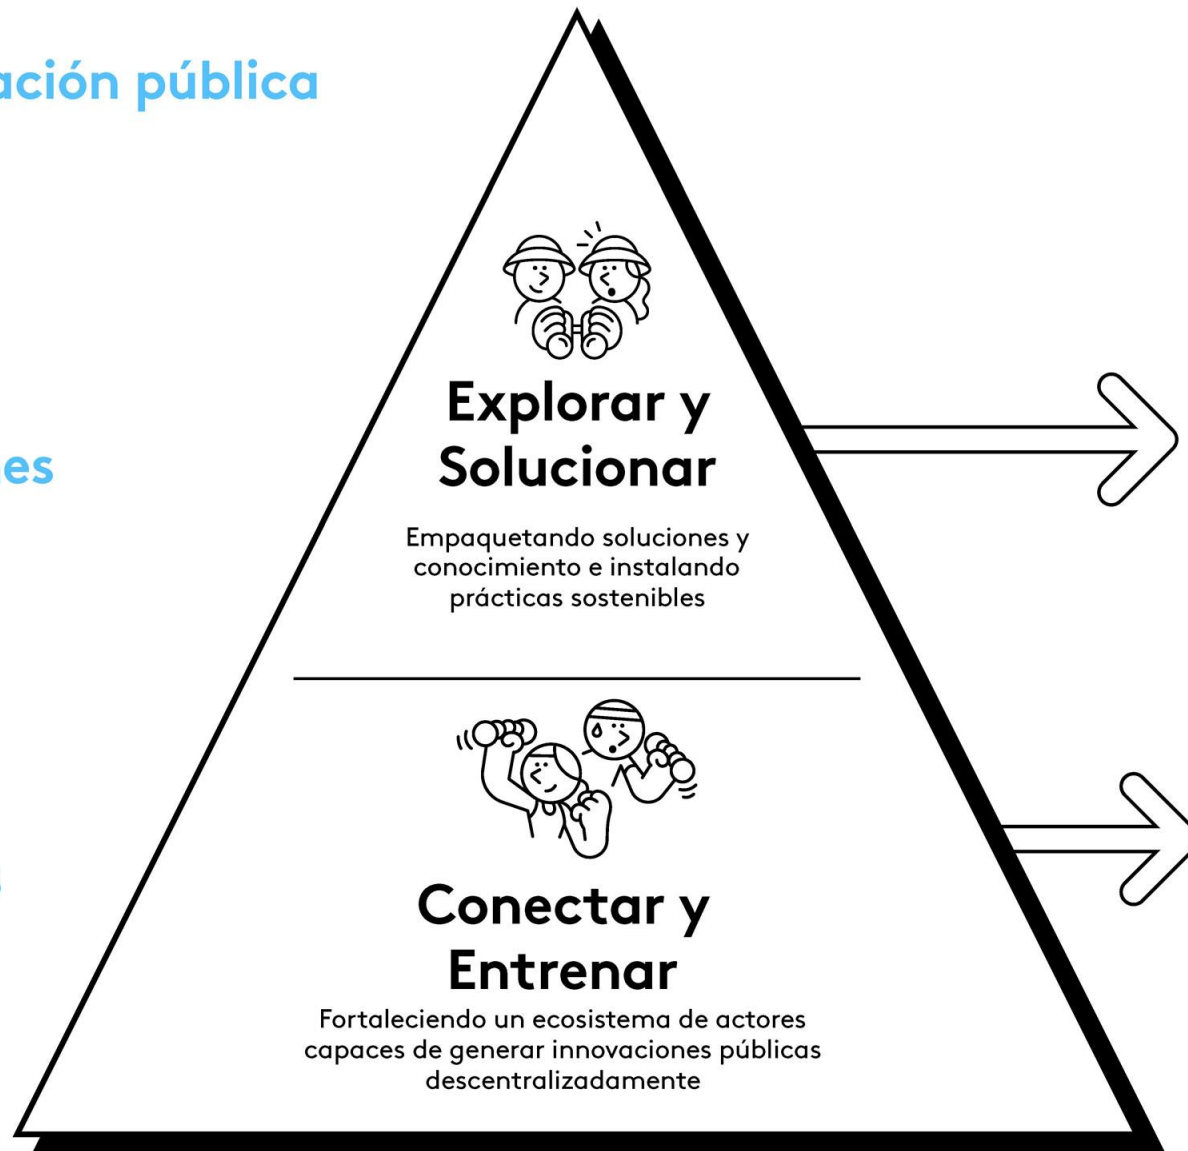 ación pública
Explorar y
Solucionar
es
Empaquetando soluciones y
conocimiento e instalando
prácticas sostenibles
Conectar y
Entrenar
Fortaleciendo un ecosistema de actores
capaces de generar innovaciones públicas
descentralizadamente